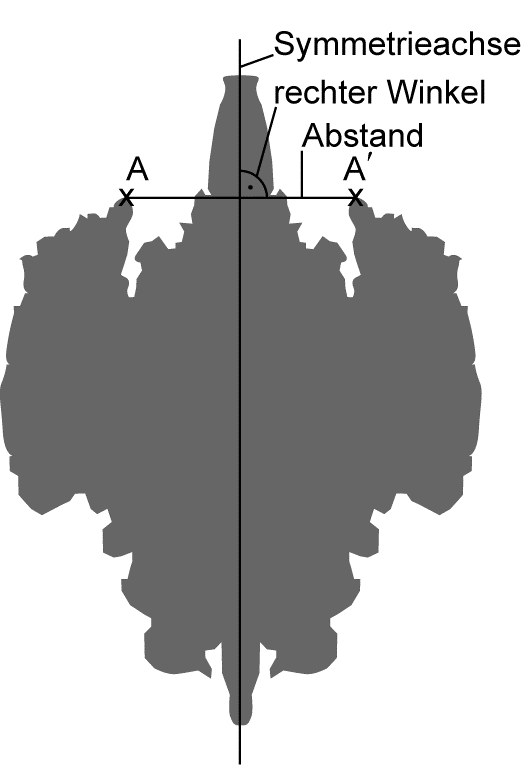 Symmetrieachse
rechter Winkel
Abstand
A A´
x x